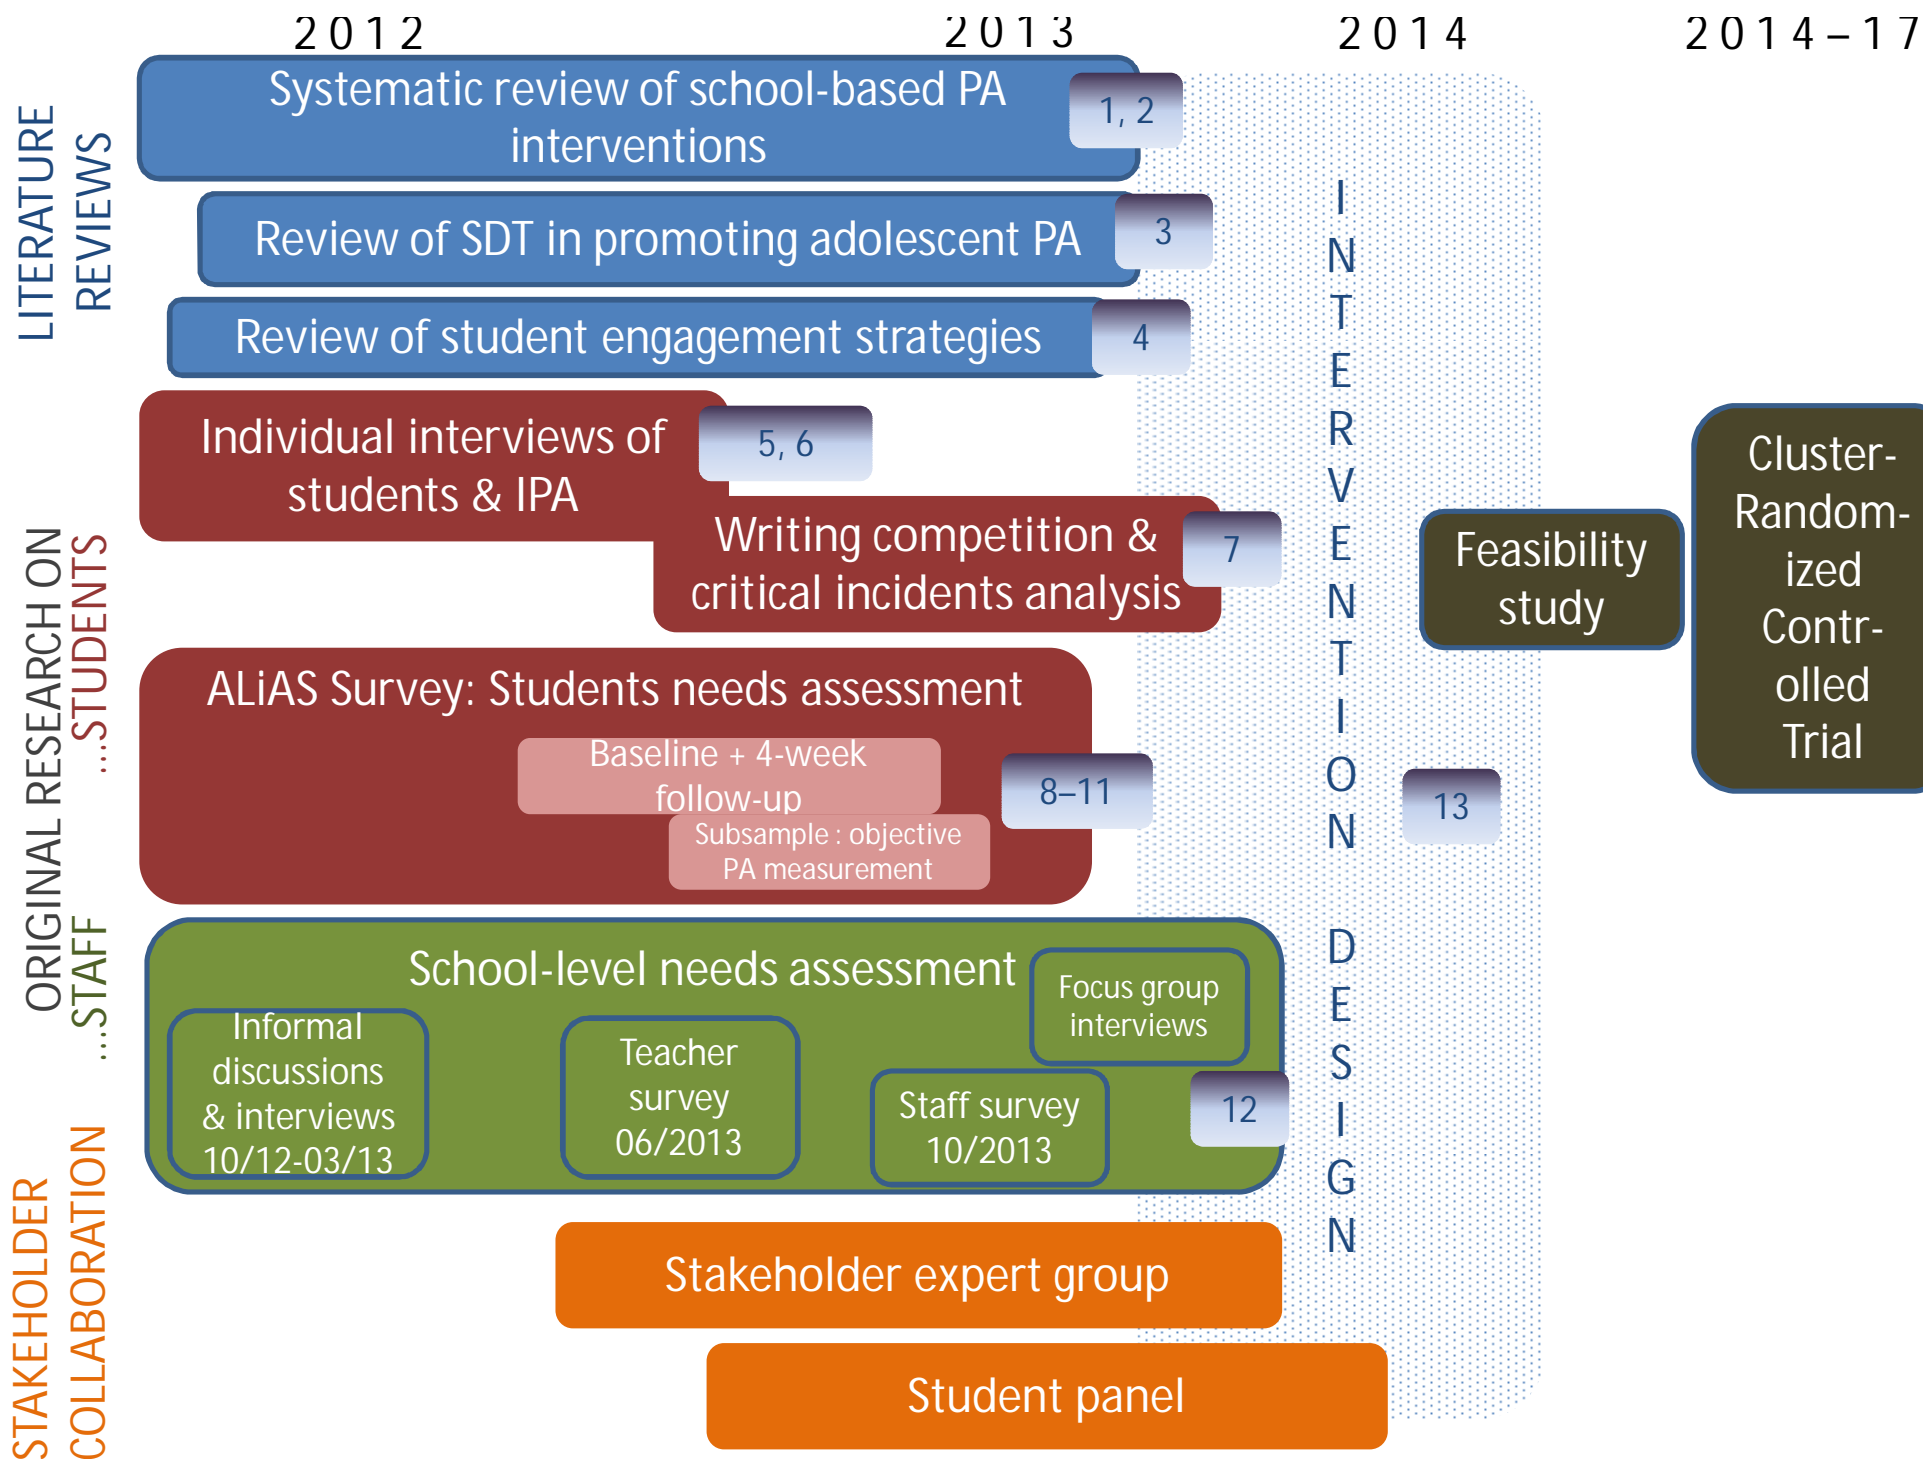 2012
2013
2014
2014–17
LITERATURE
REVIEWS
Systematic review of school-based PA
interventions
1, 2
Review of SDT in promoting adolescent PA
3
Review of student engagement strategies
4
ORIGINAL RESEARCH ON
...STUDENTS
Individual interviews of
students & IPA
5, 6
Writing competition &
critical incidents analysis
7
ALiAS Survey: Students needs assessment
Baseline + 4-week
follow-up
Subsample : objective
PA measurement
8–11
...STAFF
School-level needs assessment
Informal
discussions
& interviews
10/12-03/13
Teacher
survey
06/2013
Staff survey
10/2013
Focus group
interviews
12
STAKEHOLDER
COLLABORATION
Stakeholder expert group
Student panel
INTERVENTION DESIGN
13
Feasibility
study
Cluster-
Random-
ized
Contr-
olled
Trial